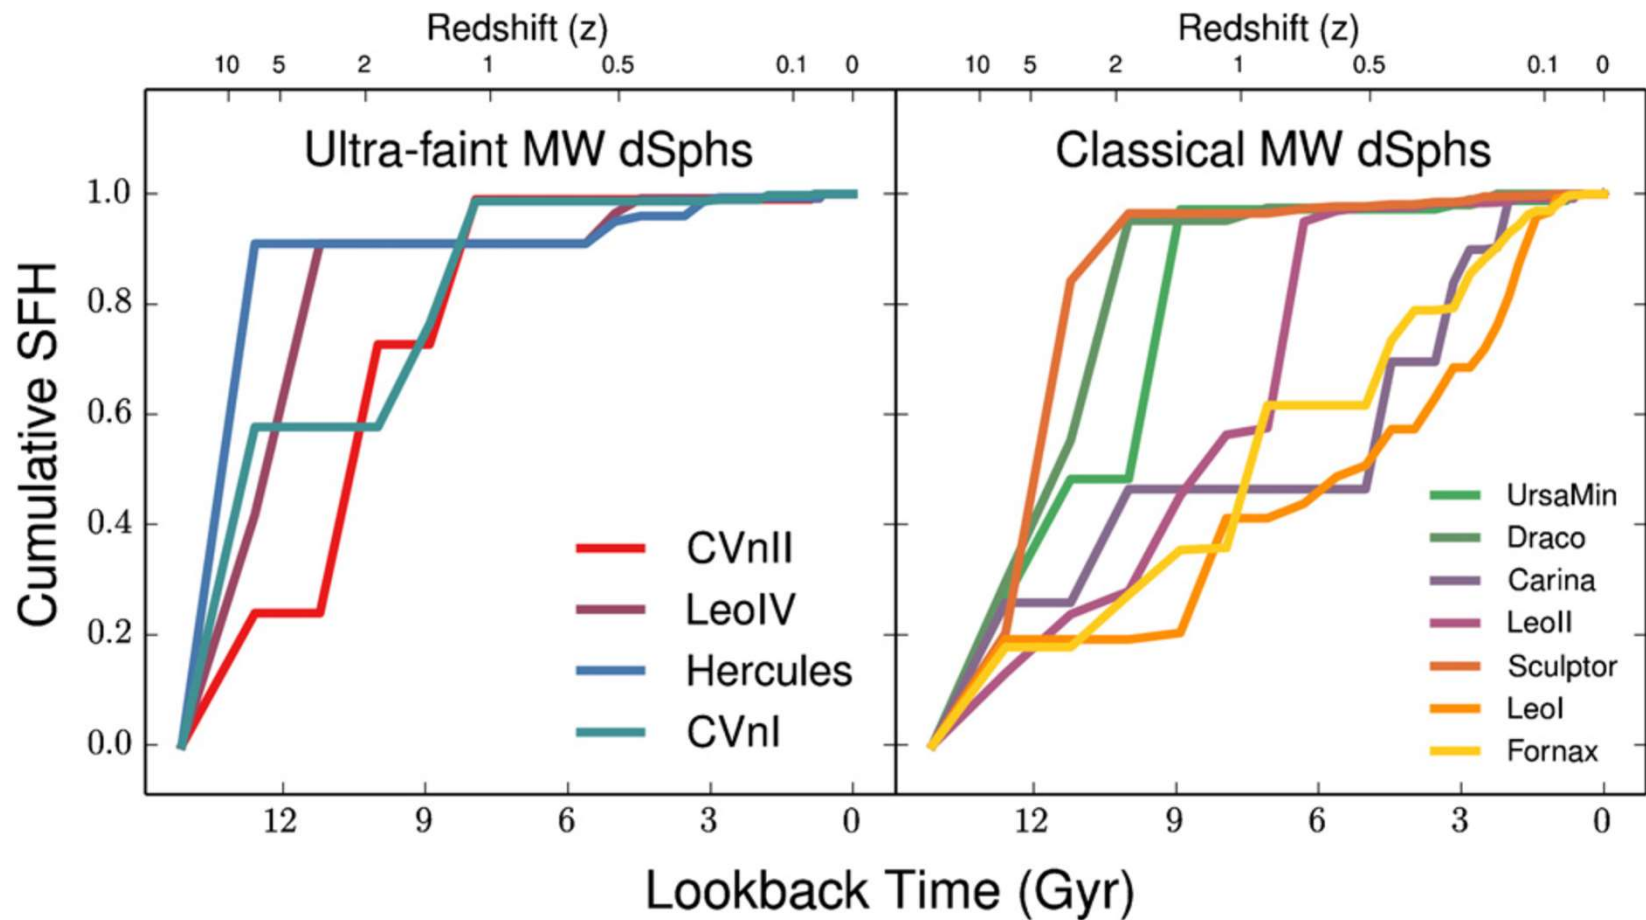 Redshift (z)
10 5 2 1 0.5 0.1 0
Ultra-faint MW dSphs
1.0
0.8
0.6
0.4
0.2
0.0
Cumulative SFH
CVnII
LeoIV
Hercules
CVnI
12 9 6 3 0
Redshift (z)
10 5 2 1 0.5 0.1 0
Classical MW dSphs
UrsaMin
Draco
Carina
LeoII
Sculptor
LeoI
Fornax
12 9 6 3 0
Lookback Time (Gyr)